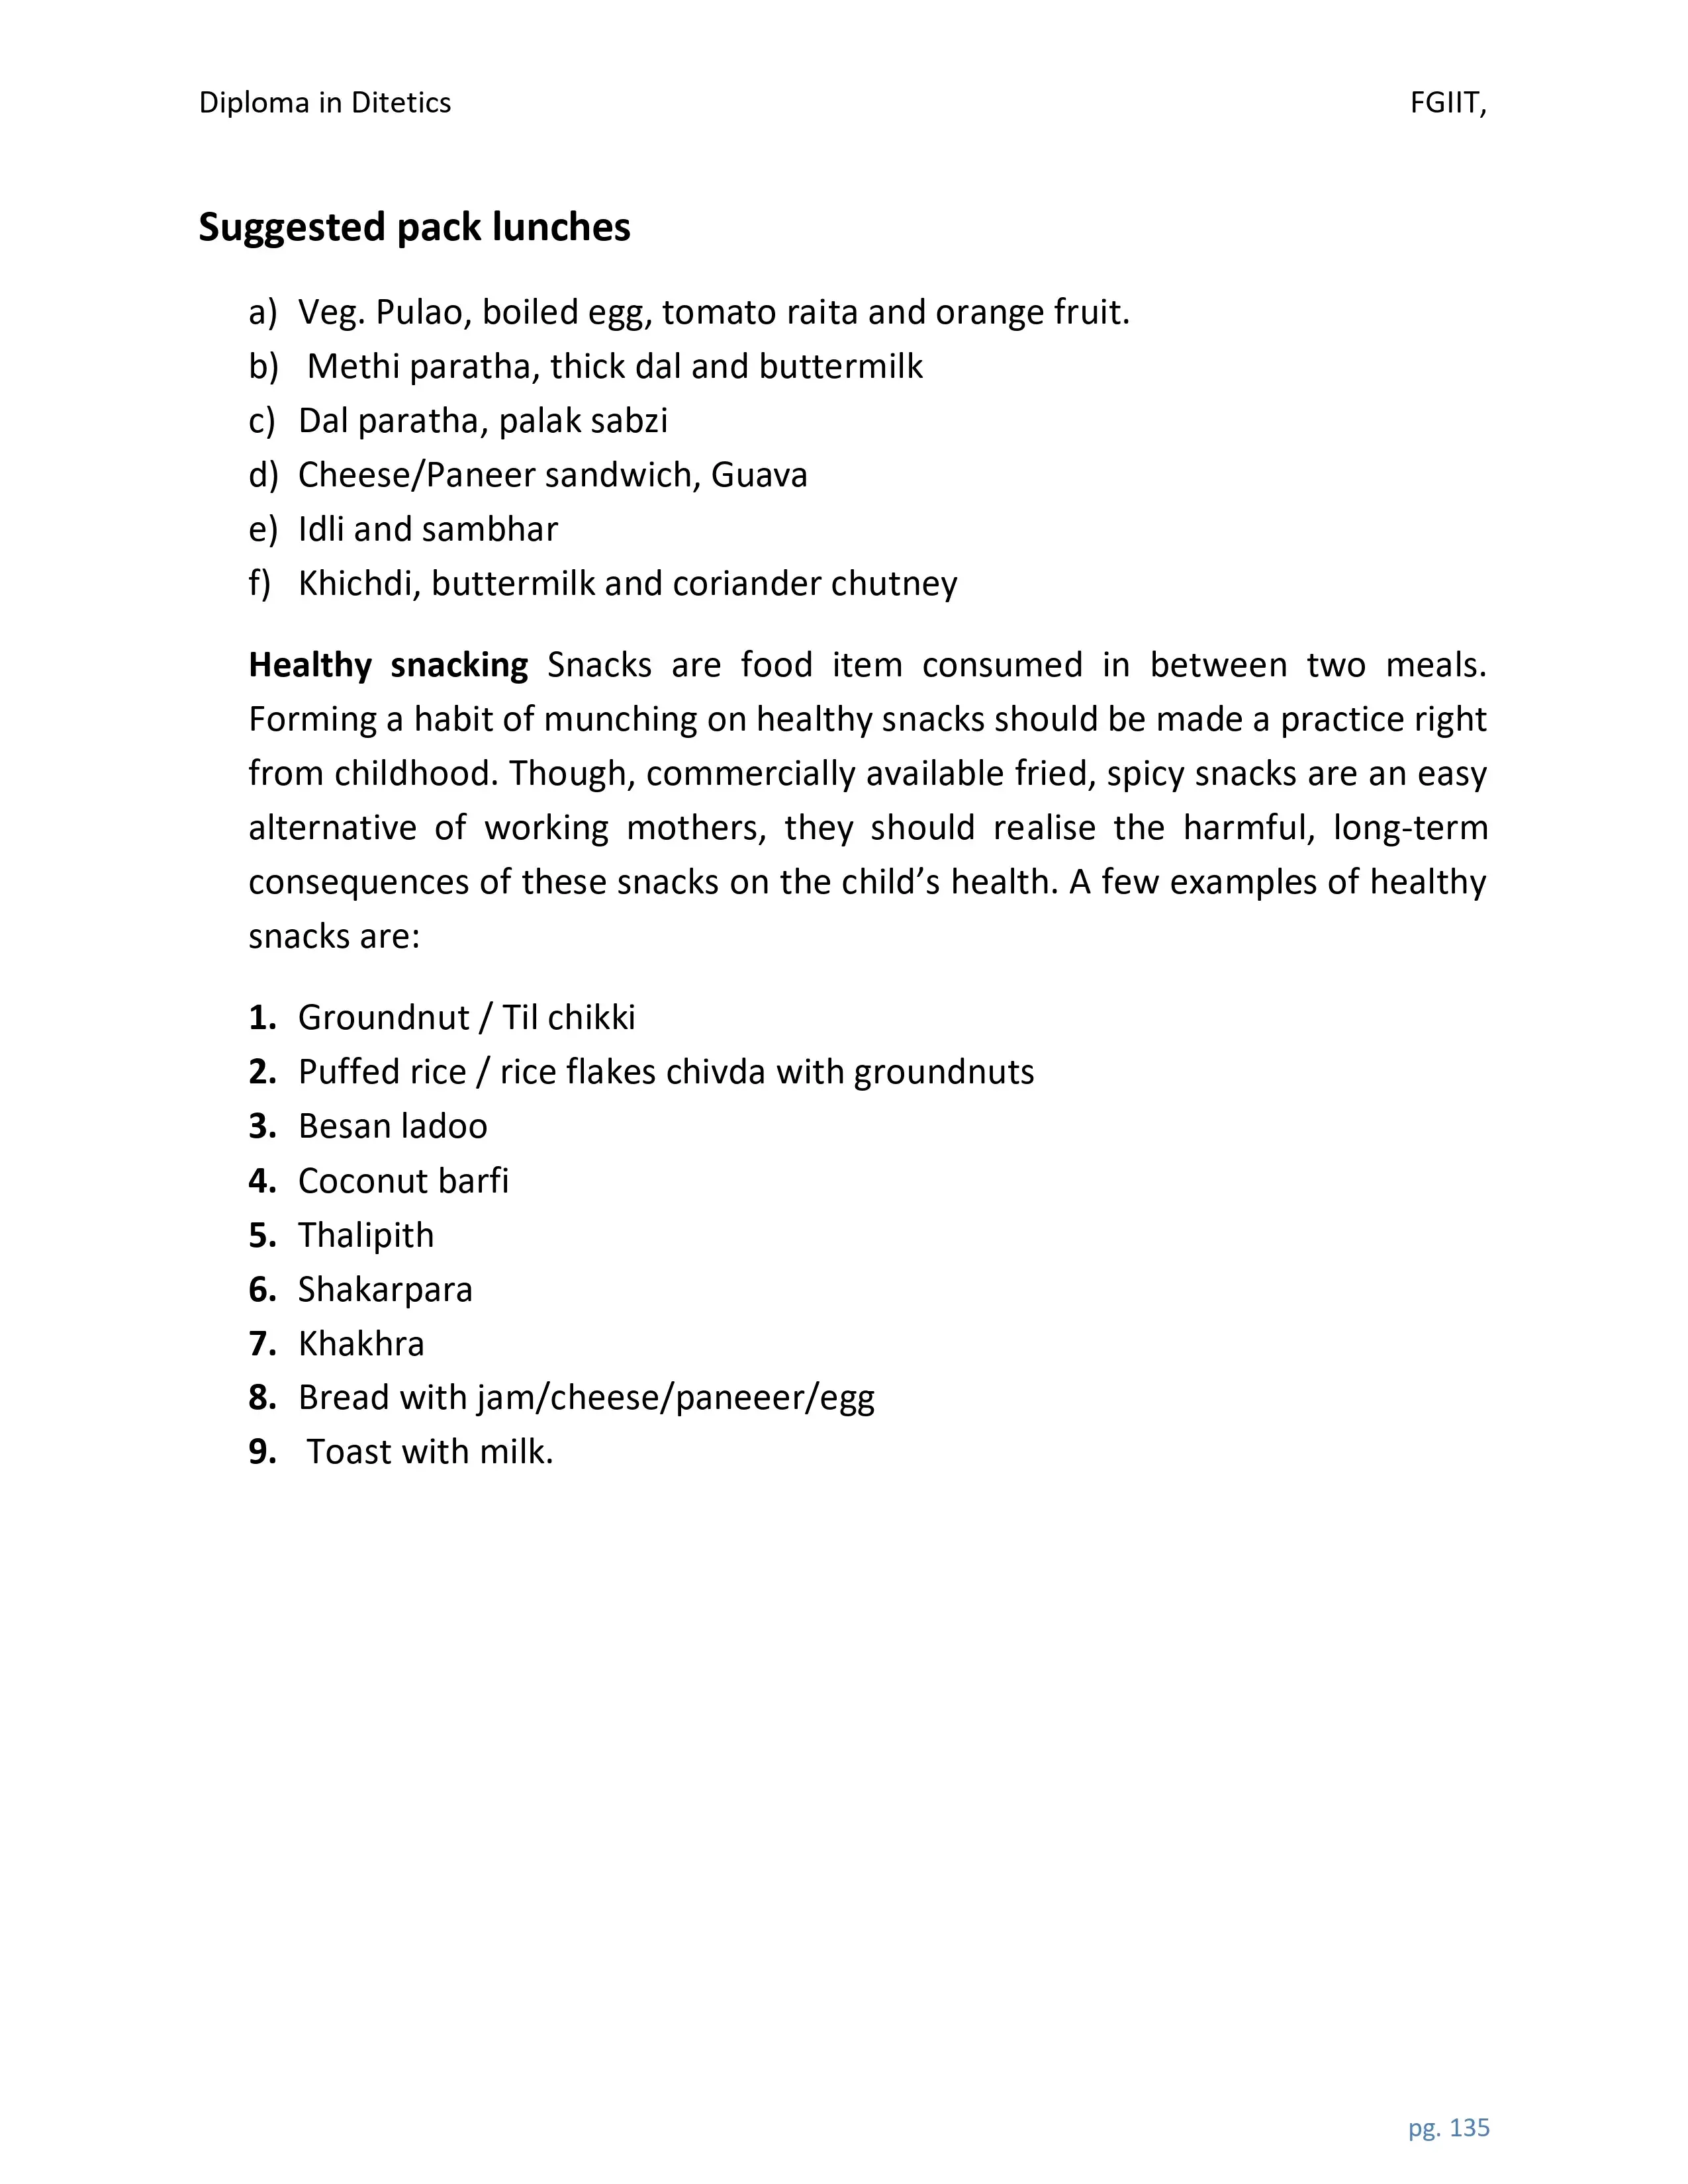 Diploma in Ditetics FGIIT,
Suggested pack lunches
a) Veg. Pulao, boiled egg, tomato raita and orange fruit.
b) Methi paratha, thick dal and buttermilk
c) Dal paratha, palak sabzi
d) Cheese/Paneer sandwich, Guava
e) Idli and sambhar
f) Khichdi, buttermilk and coriander chutney
Healthy snacking Snacks are food item consumed in between two meals.
Forming a habit of munching on healthy snacks should be made a practice right
from childhood. Though, commercially available fried, spicy snacks are an easy
alternative of working mothers, they should realise the harmful, long-term
consequences of these snacks on the child’s health. A few examples of healthy
snacks are:
1. Groundnut / Til chikki
2. Puffed rice / rice flakes chivda with groundnuts
3. Besan ladoo
4. Coconut barfi
5. Thalipith
6. Shakarpara
7. Khakhra
8. Bread with jam/cheese/paneeer/egg
9. Toast with milk.
pg. 135